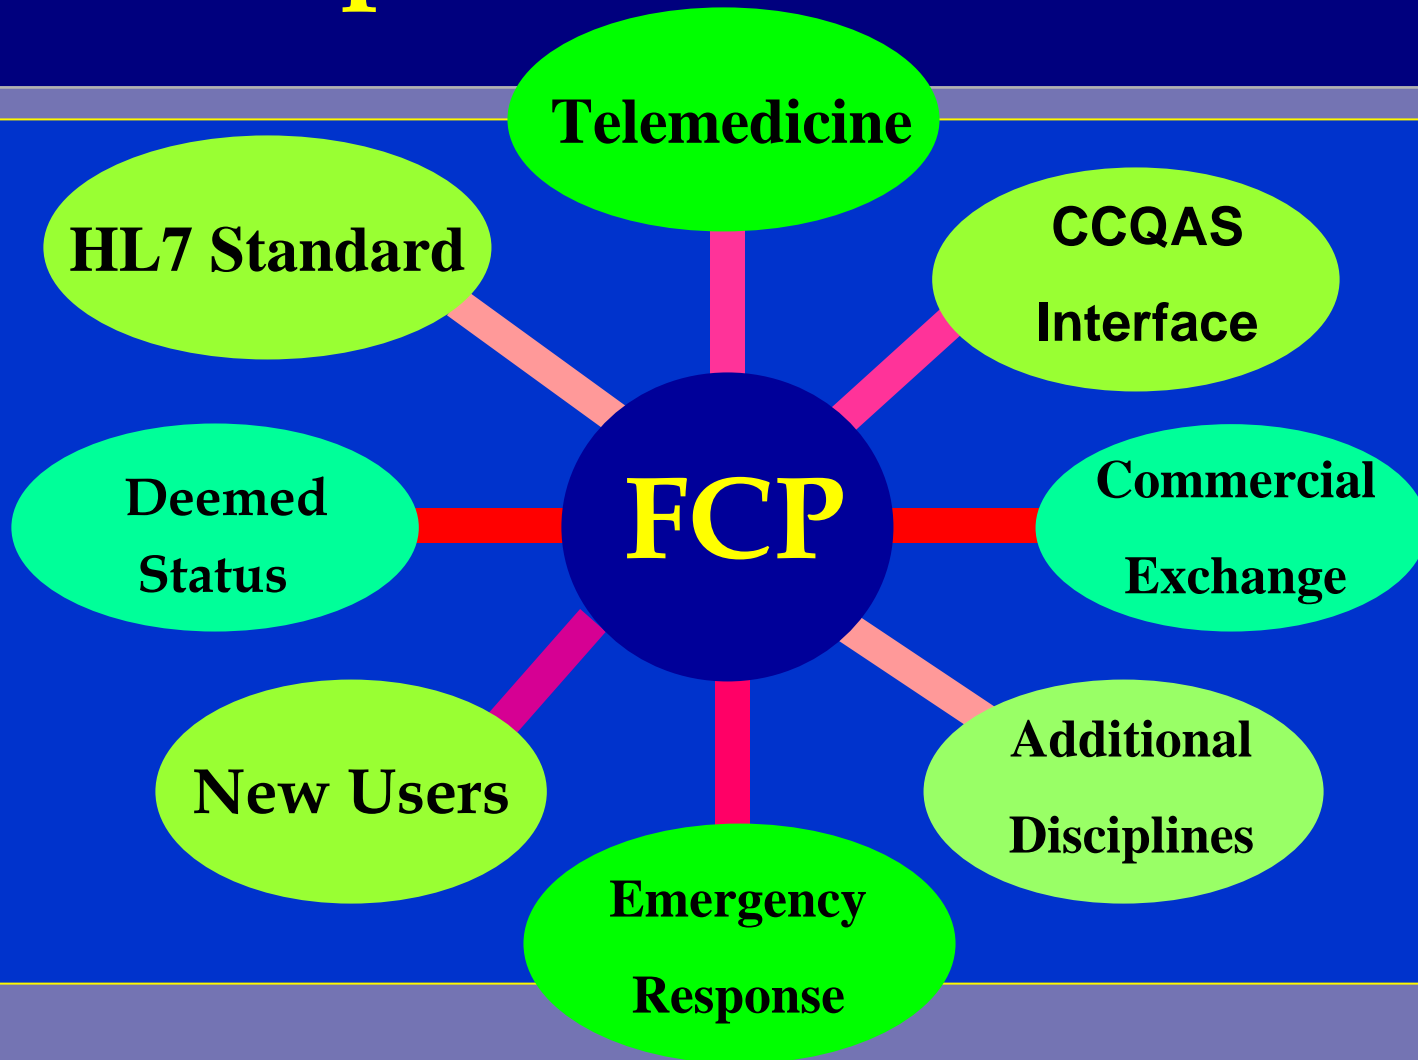 Telemedicine
HL7 Standard
CCQAS
Interface
Deemed
Status
FCP
Commercial
Exchange
New Users
Additional
Disciplines
Emergency
Response